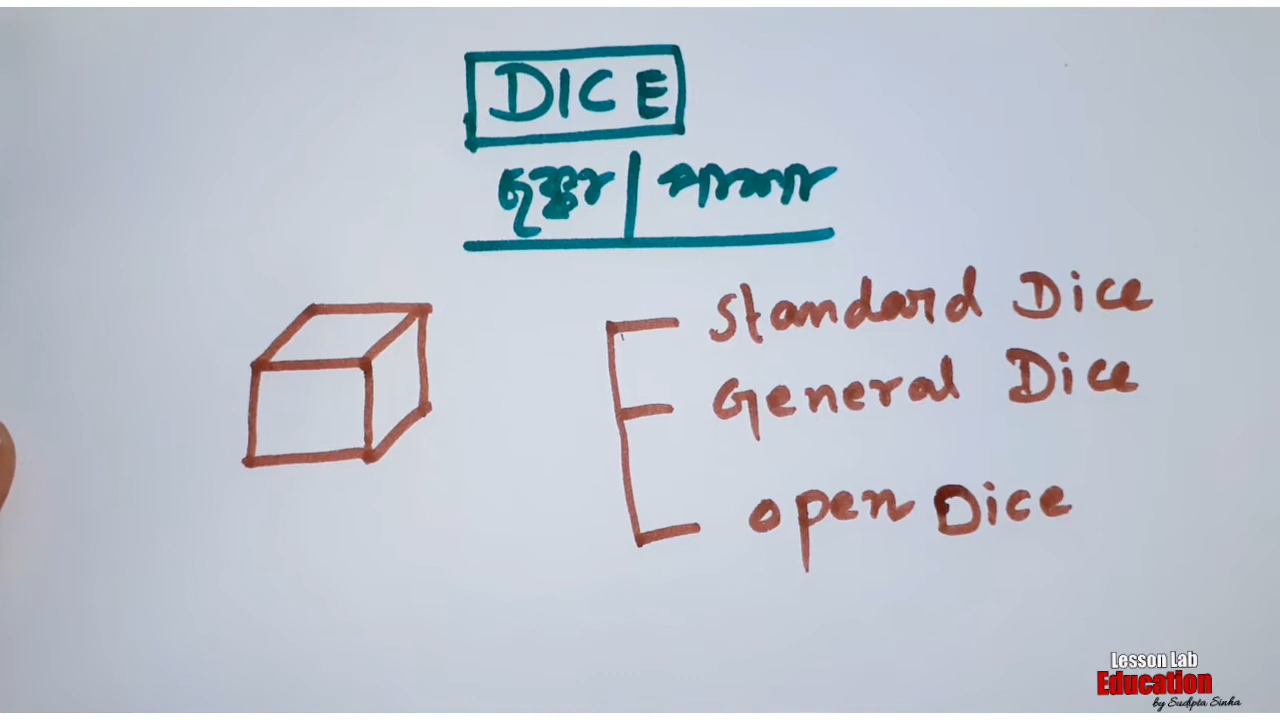 DICE
ছক্কা | পাশা
Standard Dice
General Dice
open Dice
Lesson Lab
Education
by Sudipta Sinha